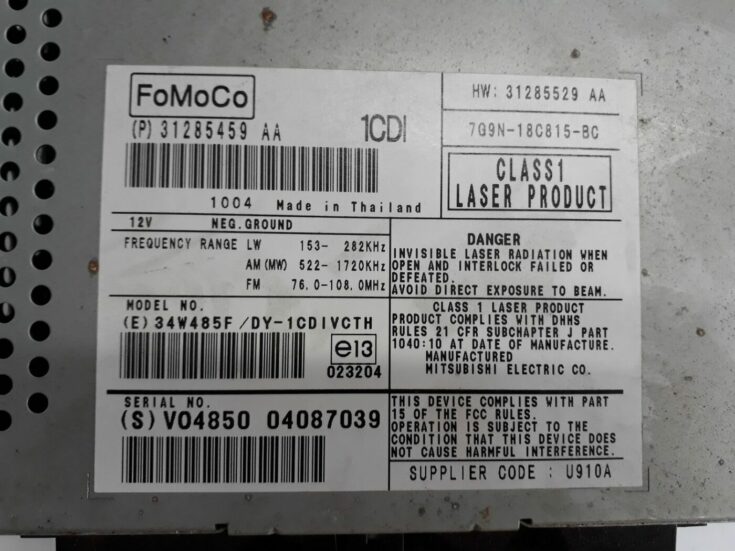 FoMoCo
(P) 31285459 AA 1CDI
1004 Made in Thailand
HW: 31285529 AA
7G9N-18C815-BC
CLASS1
LASER PRODUCT
12V NEG.GROUND
FREQUENCY RANGE LW 153- 282KHz
AM(MW) 522- 1720KHz
FM 76.0-108.0MHz
DANGER
INVISIBLE LASER RADIATION WHEN
OPEN AND INTERLOCK FAILED OR
DEFEATED.
AVOID DIRECT EXPOSURE TO BEAM.
MODEL NO.
(E) 34W485F /DY-1CDIVCTH
e13
023204
CLASS 1 LASER PRODUCT
PRODUCT COMPLIES WITH DHHS
RULES 21 CFR SUBCHAPTER J PART
1040:10 AT DATE OF MANUFACTURE.
MANUFACTURED
MITSUBISHI ELECTRIC CO.
SERIAL NO.
(S) VO4850 04087039
THIS DEVICE COMPLIES WITH PART
15 OF THE FCC RULES.
OPERATION IS SUBJECT TO THE
CONDITION THAT THIS DEVICE DOES
NOT CAUSE HARMFUL INTERFERENCE.
SUPPLIER CODE : U910A